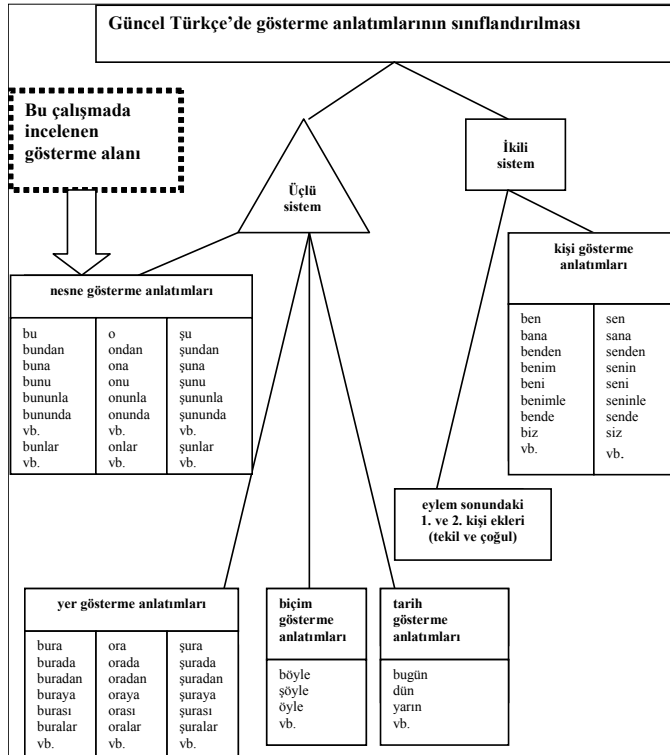 Güncel Türkçe'de gösterme anlatımlarının sınıflandırılması
Bu çalışmada
incelenen
gösterme alanı
Üçlü
sistem
İkili
sistem
nesne gösterme anlatımları
bu
bundan
buna
bunu
bununla
bununda
vb.
bunlar
vb.
o
ondan
ona
onu
onunla
onunda
vb.
onlar
vb.
şu
şundan
şuna
şunu
şununla
şununda
vb.
şunlar
vb.
kişi gösterme
anlatımları
ben
bana
benden
benim
beni
benimle
bende
biz
vb.
sen
sana
senden
senin
seni
seninle
sende
siz
vb.
eylem sonundaki
1. ve 2. kişi ekleri
(tekil ve çoğul)
yer gösterme anlatımları
bura
burada
buradan
buraya
burası
buralar
vb.
ora
orada
oradan
oraya
orası
oralar
vb.
şura
şurada
şuradan
şuraya
şurası
şuralar
vb.
biçim
gösterme
anlatımları
böyle
şöyle
öyle
vb.
tarih
gösterme
anlatımları
bugün
dün
yarın
vb.